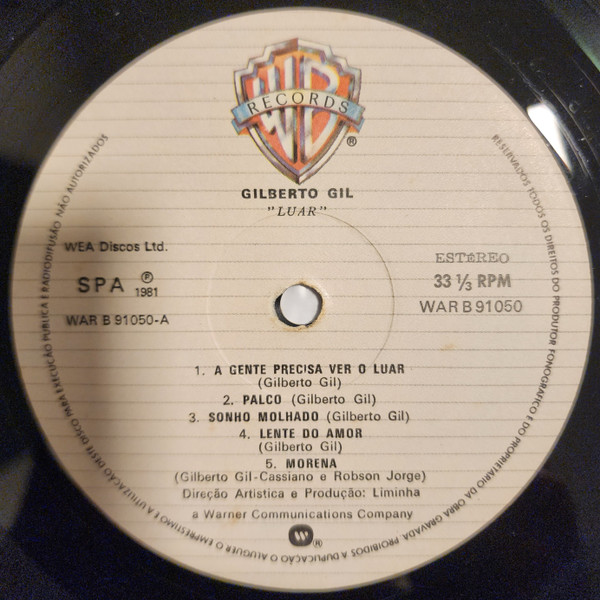 WB
RECORDS
®
GILBERTO GIL
"LUAR"
WEA Discos Ltd.
ESTÉREO
SPA ℗ 1981
33 ⅓ RPM
WAR B 91050-A
WAR B 91050
1. A GENTE PRECISA VER O LUAR
(Gilberto Gil)
2. PALCO (Gilberto Gil)
3. SONHO MOLHADO (Gilberto Gil)
4. LENTE DO AMOR
(Gilberto Gil)
5. MORENA
(Gilberto Gil-Cassiano e Robson Jorge)
Direção Artistica e Produção: Liminha
a Warner Communications Company
®
RESERVADOS TODOS OS DIREITOS DO PRODUTOR FONOGRÁFICO E DO PROPRIETÁRIO DA OBRA GRAVADA. PROIBIDOS A DUPLICAÇÃO O ALUGUER O EMPRÉSTIMO E A UTILIZAÇÃO DESTE DISCO PARA EXECUÇÃO PÚBLICA E RADIODIFUSÃO NÃO AUTORIZADOS